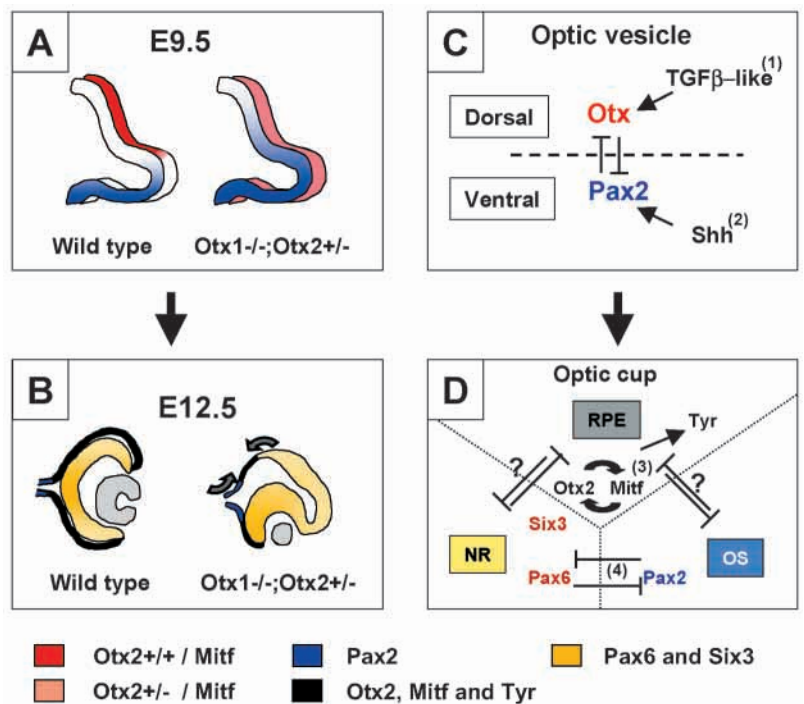 A
E9.5
Wild type
Otx1-/-;Otx2+/-
B
E12.5
Wild type
Otx1-/-;Otx2+/-
C
Optic vesicle
TGFβ–like(1)
Dorsal
Otx
Ventral
Pax2
Shh(2)
D
Optic cup
RPE
Tyr
?
(3)
?
Otx2
Mitf
Six3
NR
OS
Pax6
(4)
Pax2
Otx2+/+ / Mitf
Pax2
Pax6 and Six3
Otx2+/- / Mitf
Otx2, Mitf and Tyr